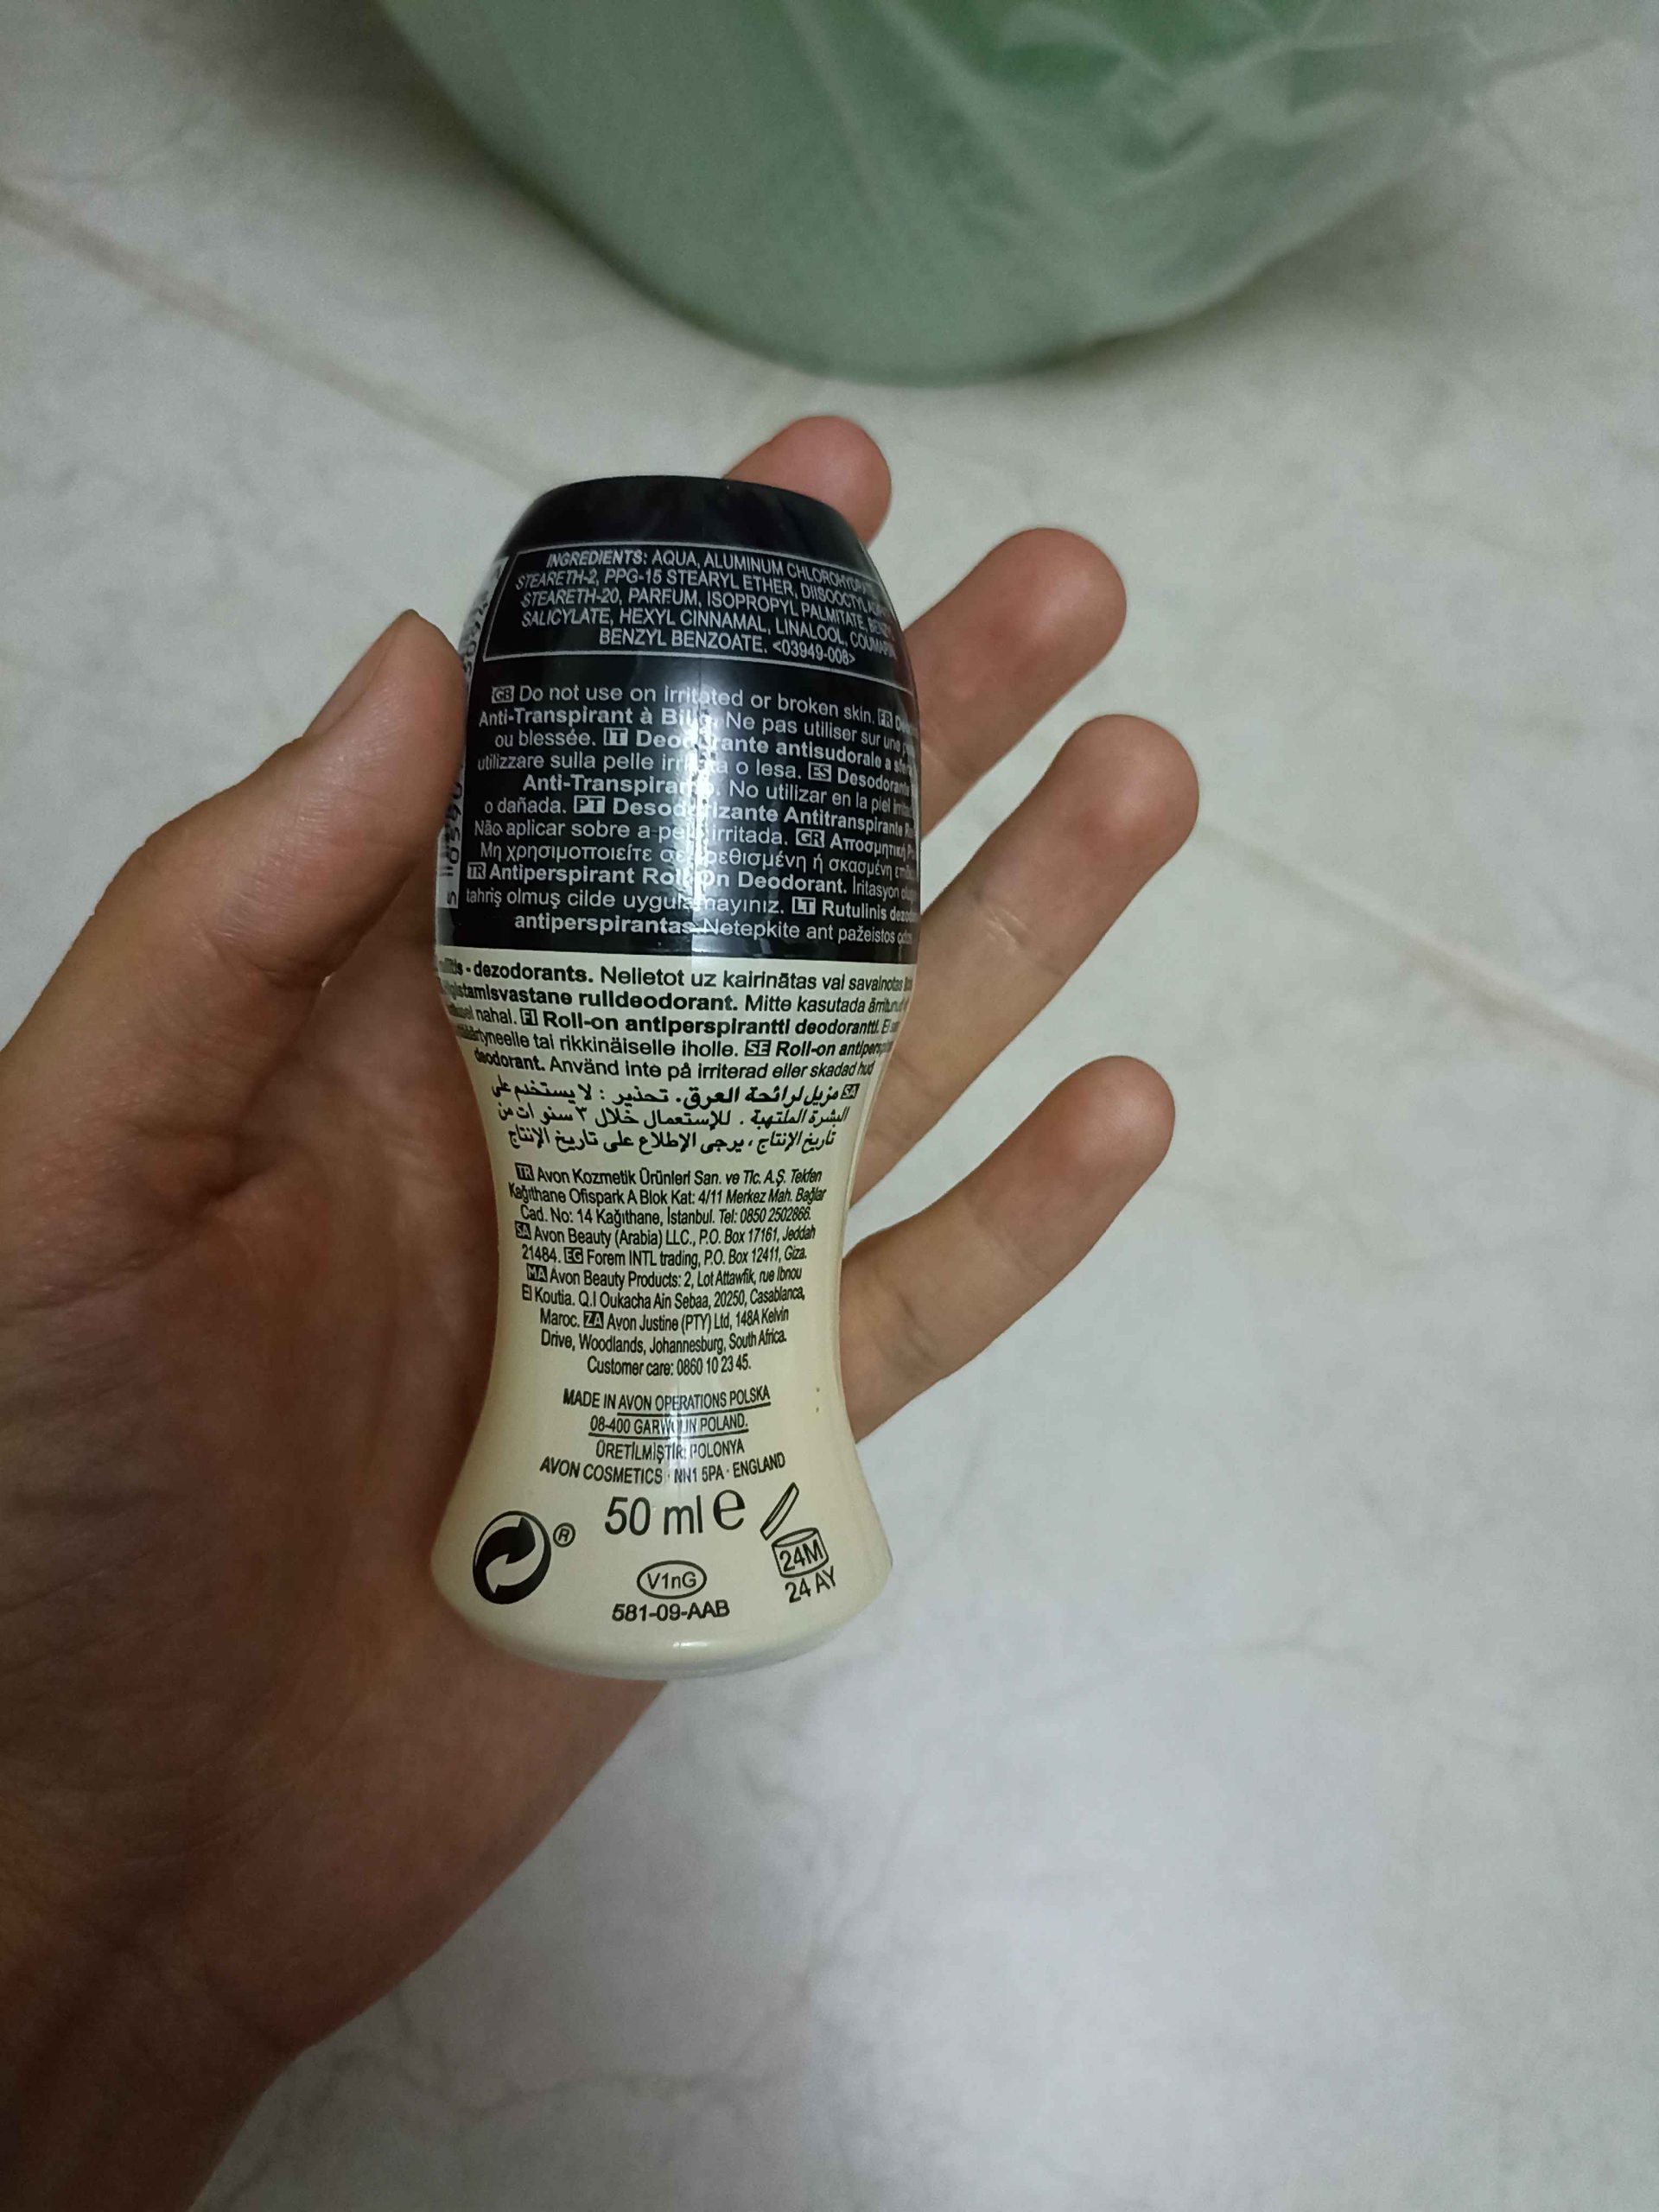 INGREDIENTS: AQUA, ALUMINUM
STEARETH-2, PPG-15 STEARYL ETHER,
STEARETH-20, PARFUM, ISOPROPYL PALMITATE,
SALICYLATE, HEXYL CINNAMAL, LINALOOL,
BENZYL BENZOATE. <03949-008>
GB Do not use on irritated or broken skin. FR
Anti-Transpirant à Bille. Ne pas utiliser sur une
ou blessée. IT Deodorante antisudorale a
utilizzare sulla pelle irritata o lesa. ES
Anti-Transpirante. No utilizar en la piel
o dañada. PT Desodorizante Antitranspirante
Não aplicar sobre a pele irritada. GR
Μη χρησιμοποιείτε σε ερεθισμένη ή σκασμένη
TR Antiperspirant Roll-On Deodorant. İritasyon
tahriş olmuş cilde uygulamayınız. LT Rutulinis
antiperspirantas. Netepkite ant pažeistos
- dezodorants. Nelietot uz kairinātas vai
rulldeodorant. Mitte kasutada
nahal. FI Roll-on antiperspirantti deodorantti.
tai rikkinäiselle iholle. SE Roll-on
deodorant. Använd inte på irriterad eller skadad hud
SA مزيل لرائحة العرق. تحذير : لا يستخدم على
البشرة الملتهبة . للإستعمال خلال ٣ سنوات من
تاريخ الإنتاج ، يرجى الإطلاع على تاريخ الإنتاج
TR Avon Kozmetik Ürünleri San. ve Tic. A.Ş. Tekfen
Kağıthane Ofispark A Blok Kat: 4/11 Merkez Mah. Bağlar
Cad. No: 14 Kağıthane, İstanbul. Tel: 0850 2502866.
SA Avon Beauty (Arabia) LLC., P.O. Box 17161, Jeddah
21484. EG Forem INTL trading, P.O. Box 12411, Giza.
MA Avon Beauty Products: 2, Lot Attawfik, rue Ibnou
El Koutia. Q.I Oukacha Ain Sebaa, 20250, Casablanca,
Maroc. ZA Avon Justine (PTY) Ltd, 148A Kelvin
Drive, Woodlands, Johannesburg, South Africa.
Customer care: 0860 10 23 45.
MADE IN AVON OPERATIONS POLSKA
08-400 GARWOLIN POLAND.
ÜRETİLMİŞTİR: POLONYA
AVON COSMETICS · NN1 5PA · ENGLAND
50 ml e
®
24M
24 AY
V1nG
581-09-AAB